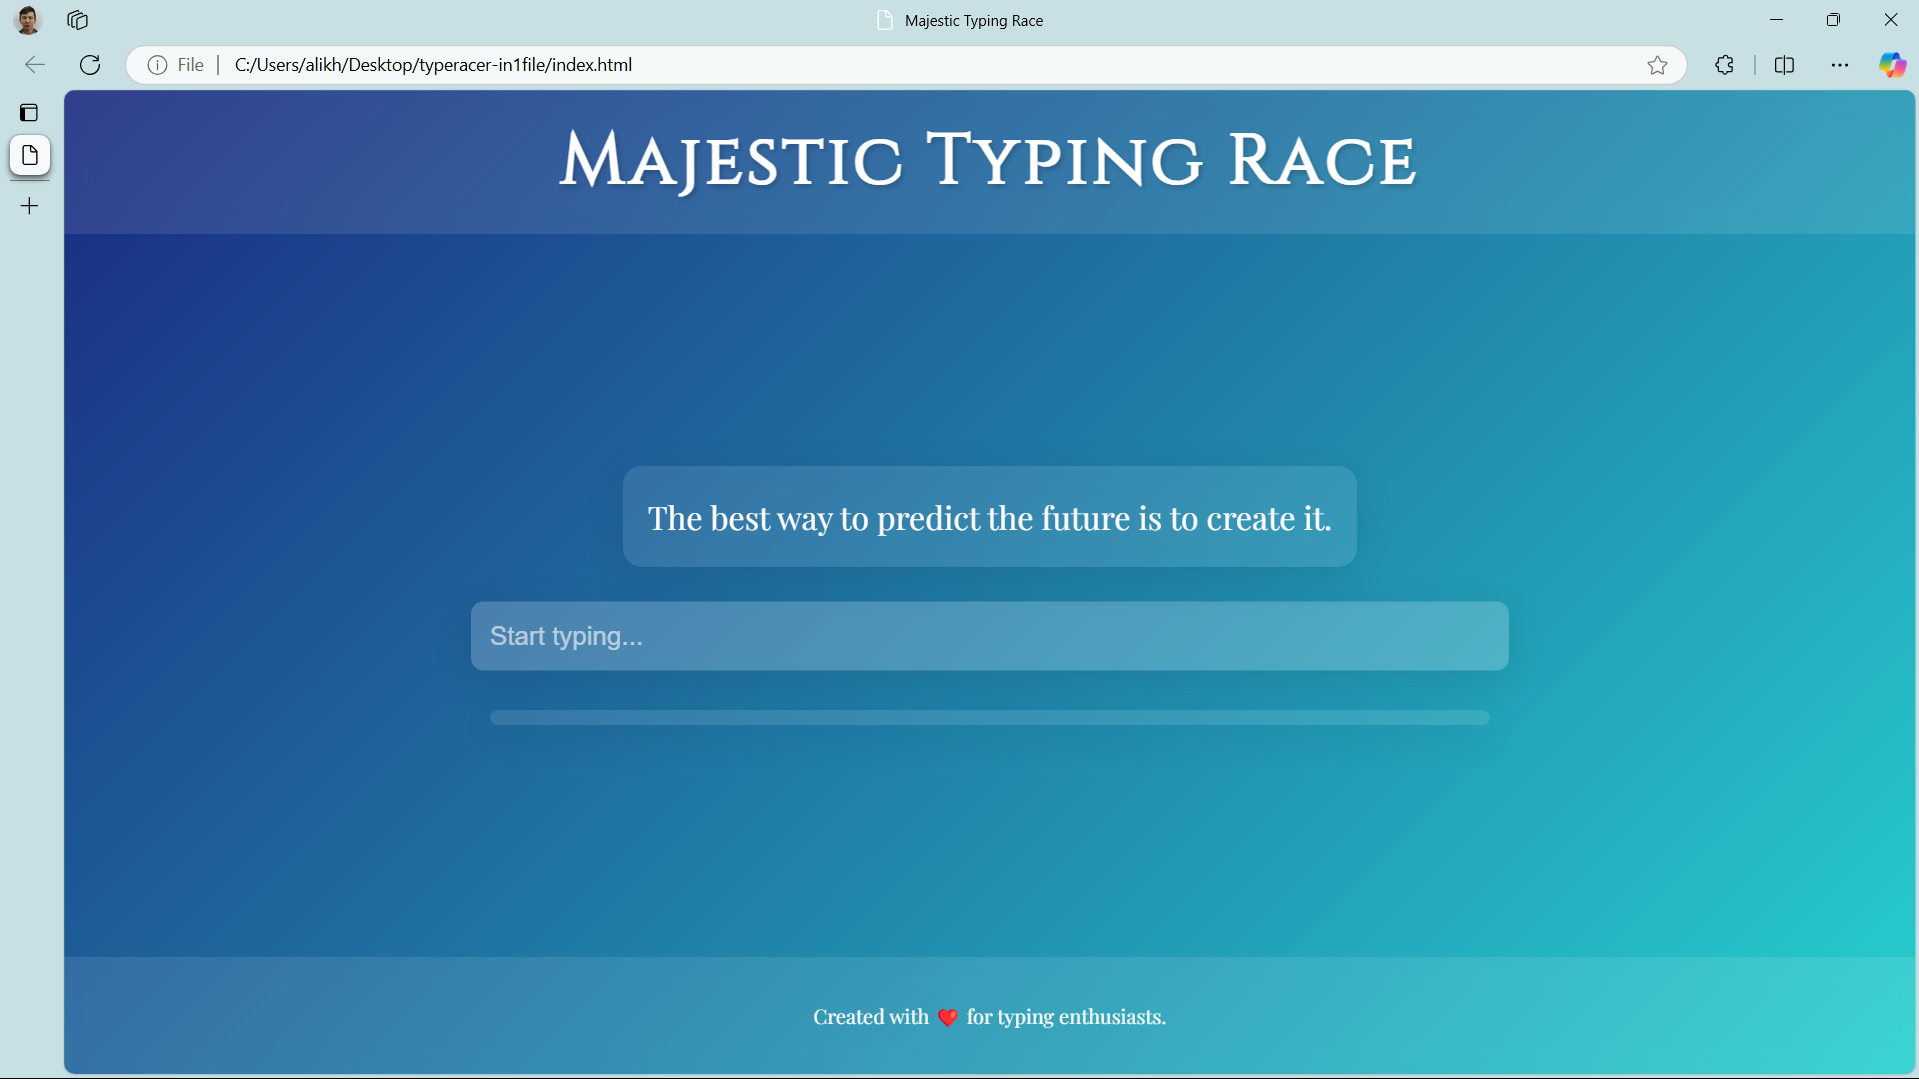 Majestic Typing Race
File
C:/Users/alikh/Desktop/typeracer-in1file/index.html
Majestic Typing Race
The best way to predict the future is to create it.
Start typing...
Created with ❤️ for typing enthusiasts.